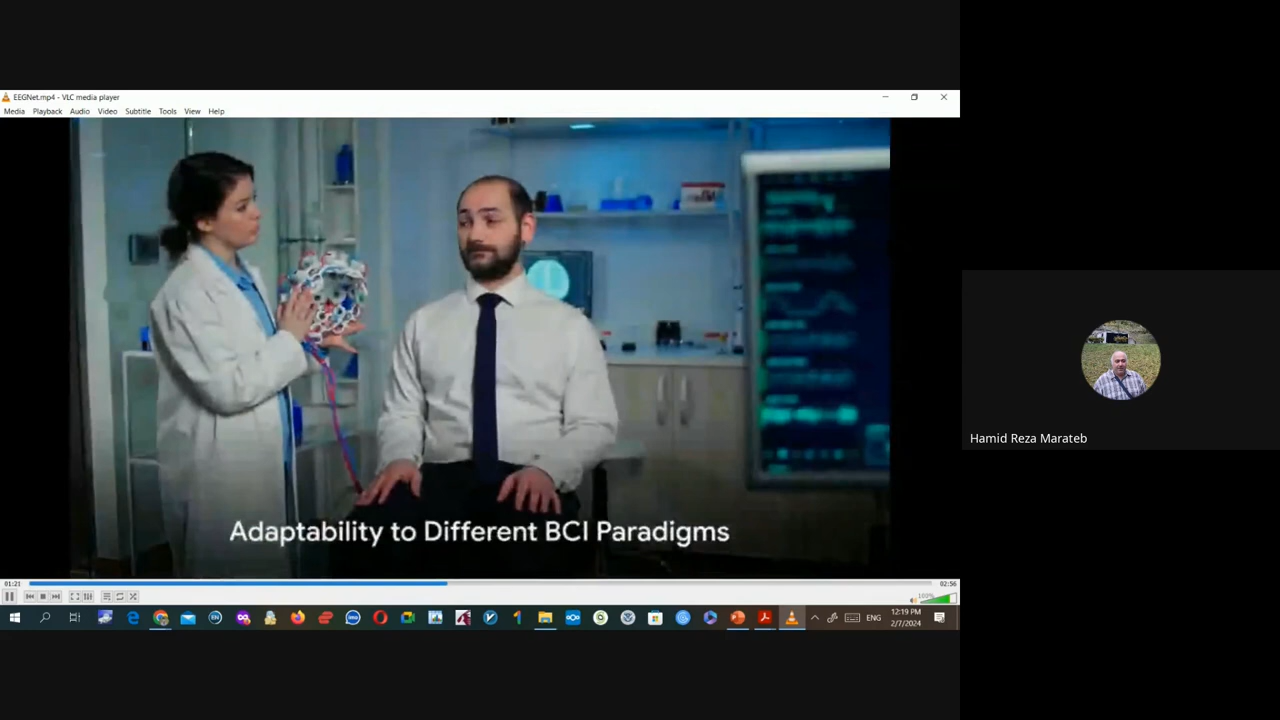 EEGNet.mp4 - VLC media player
Media Playback Audio Video Subtitle Tools View Help
Adaptability to Different BCI Paradigms
01:21
02:56
100%
ENG
12:19 PM
2/7/2024
Hamid Reza Marateb